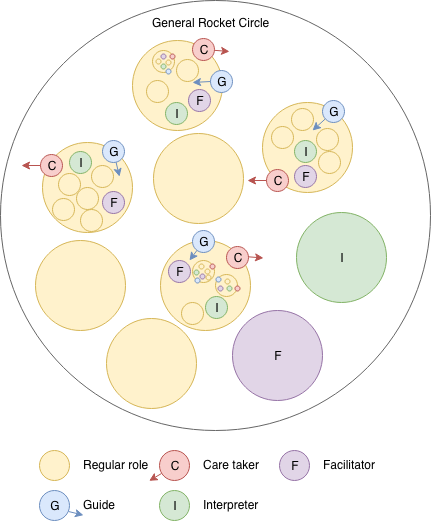 General Rocket Circle
C
G
F
I
G
I
F
C
C
I
G
F
I
G
C
F
I
F
Regular role
C
Care taker
F
Facilitator
G
Guide
I
Interpreter